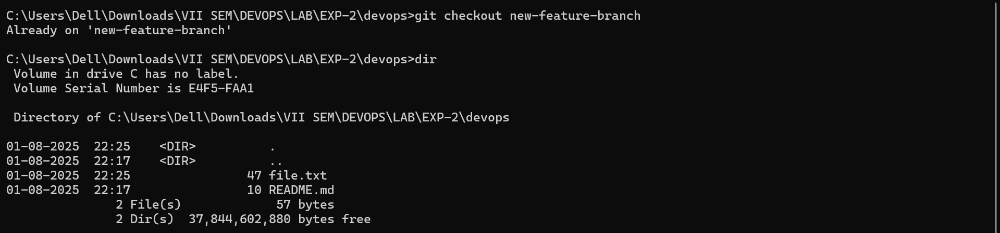 C:\Users\Dell\Downloads\VII SEM\DEVOPS\LAB\EXP-2\devops>git checkout new-feature-branch
Already on 'new-feature-branch'
C:\Users\Dell\Downloads\VII SEM\DEVOPS\LAB\EXP-2\devops>dir
 Volume in drive C has no label.
 Volume Serial Number is E4F5-FAA1
 Directory of C:\Users\Dell\Downloads\VII SEM\DEVOPS\LAB\EXP-2\devops
01-08-2025  22:25    <DIR>          .
01-08-2025  22:17    <DIR>          ..
01-08-2025  22:25                47 file.txt
01-08-2025  22:17                10 README.md
               2 File(s)             57 bytes
               2 Dir(s)  37,844,602,880 bytes free